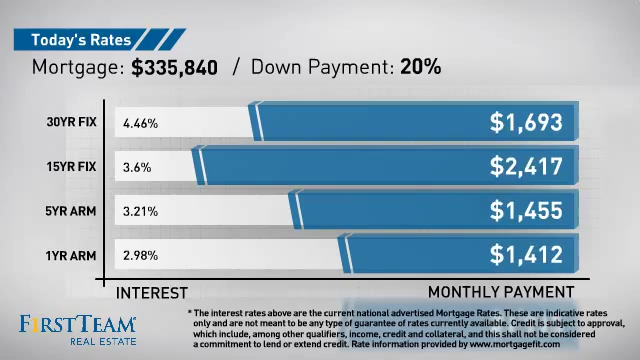 Today's Rates
Mortgage: $335,840 / Down Payment: 20%
30YR FIX 4.46% $1,693
15YR FIX 3.6% $2,417
5YR ARM 3.21% $1,455
1YR ARM 2.98% $1,412
INTEREST MONTHLY PAYMENT
FIRSTTEAM®
REAL ESTATE
* The interest rates above are the current national advertised Mortgage Rates. These are indicative rates
only and are not meant to be any type of guarantee of rates currently available. Credit is subject to approval,
which include, among other qualifiers, income, credit and collateral, and this shall not be considered
a commitment to lend or extend credit. Rate information provided by www.mortgagefit.com